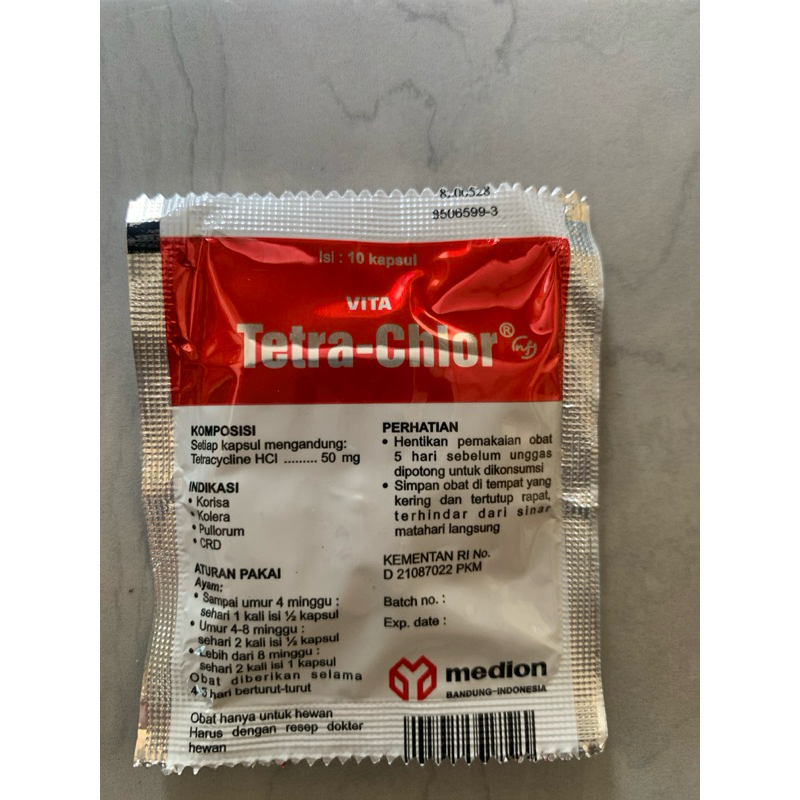 9506599-3
Isi : 10 kapsul
VITA
Tetra-Chlor®
KOMPOSISI
Setiap kapsul mengandung:
Tetracycline HCl ......... 50 mg
INDIKASI
• Korisa
• Kolera
• Pullorum
• CRD
ATURAN PAKAI
Ayam:
• Sampai umur 4 minggu :
sehari 1 kali isi ½ kapsul
• Umur 4-8 minggu :
sehari 2 kali isi ½ kapsul
• Lebih dari 8 minggu :
sehari 2 kali isi 1 kapsul
Obat diberikan selama
hari berturut-turut
Obat hanya untuk hewan
Harus dengan resep dokter
hewan
PERHATIAN
• Hentikan pemakaian obat
5 hari sebelum unggas
dipotong untuk dikonsumsi
• Simpan obat di tempat yang
kering dan tertutup rapat,
terhindar dari sinar
matahari langsung
KEMENTAN RI No.
D 21087022 PKM
Batch no. :
Exp. date :
medion
BANDUNG-INDONESIA